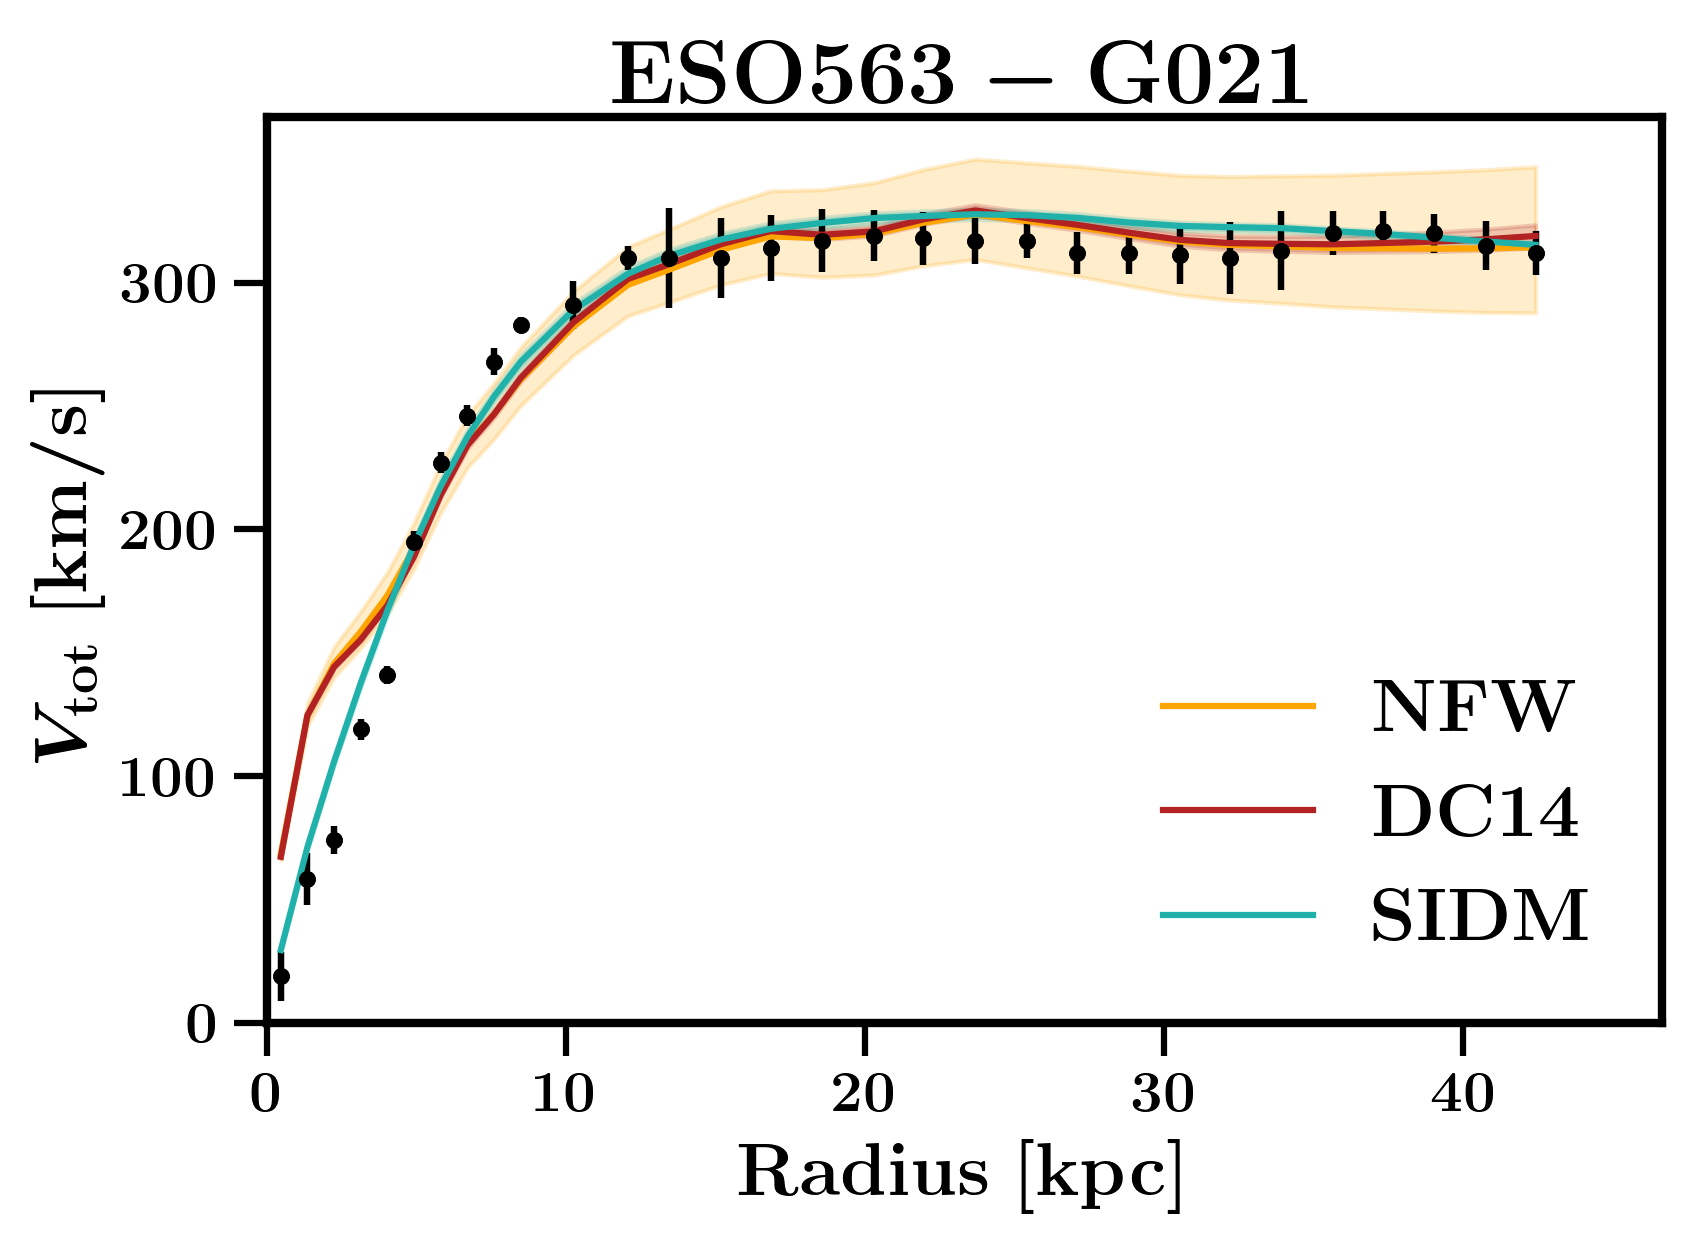 ESO563 − G021
V_tot [km/s]
300
200
100
0
NFW
DC14
SIDM
0 10 20 30 40
Radius [kpc]